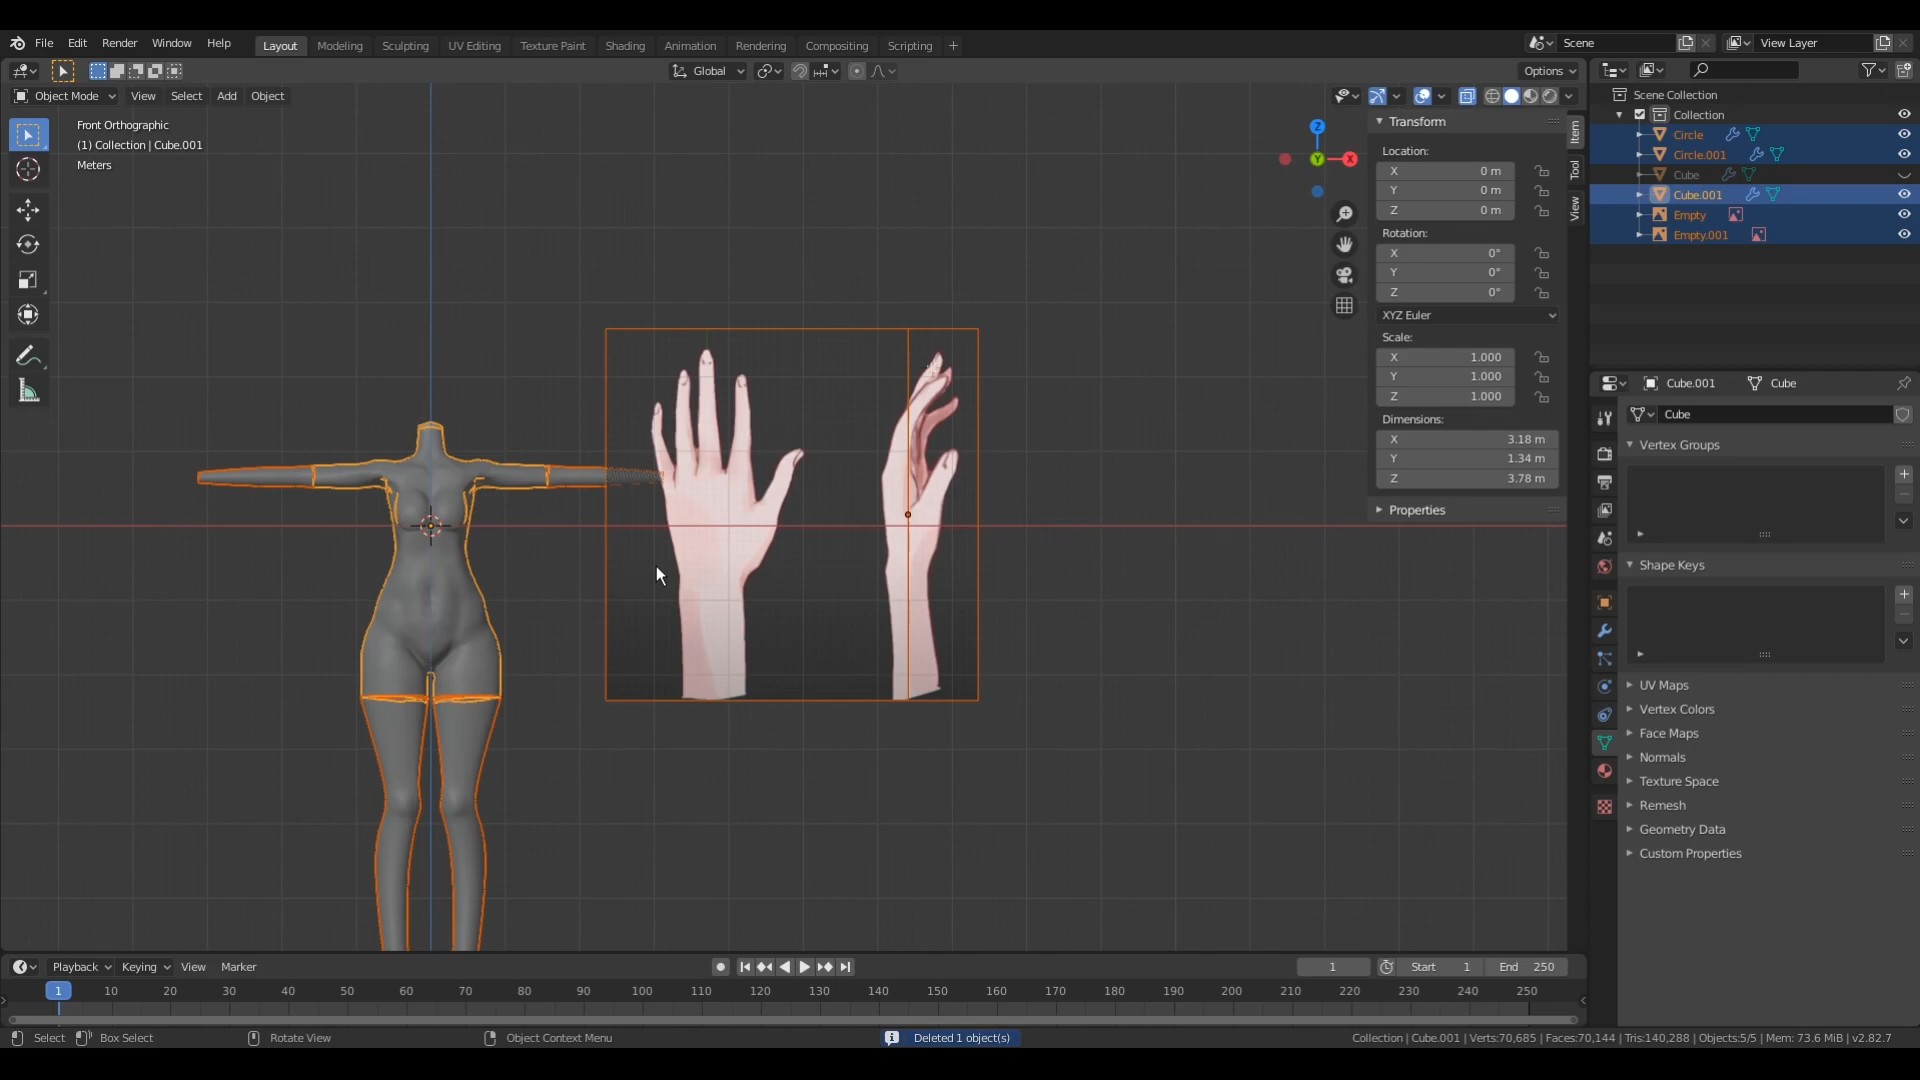 File Edit Render Window Help Layout Modeling Sculpting UV Editing Texture Paint Shading Animation Rendering Compositing Scripting + Scene View Layer
Global Options
Object Mode View Select Add Object
Front Orthographic
(1) Collection | Cube.001
Meters
Z
Y
X
Transform
Location:
X 0 m
Y 0 m
Z 0 m
Rotation:
X 0°
Y 0°
Z 0°
XYZ Euler
Scale:
X 1.000
Y 1.000
Z 1.000
Dimensions:
X 3.18 m
Y 1.34 m
Z 3.78 m
Properties
Item
Tool
View
Scene Collection
Collection
Circle
Circle.001
Cube
Cube.001
Empty
Empty.001
Cube.001 Cube
Cube
Vertex Groups
Shape Keys
UV Maps
Vertex Colors
Face Maps
Normals
Texture Space
Remesh
Geometry Data
Custom Properties
Playback Keying View Marker 1 Start 1 End 250
1 10 20 30 40 50 60 70 80 90 100 110 120 130 140 150 160 170 180 190 200 210 220 230 240 250
Select Box Select Rotate View Object Context Menu Deleted 1 object(s) Collection | Cube.001 | Verts:70,685 | Faces:70,144 | Tris:140,288 | Objects:5/5 | Mem: 73.6 MiB | v2.82.7